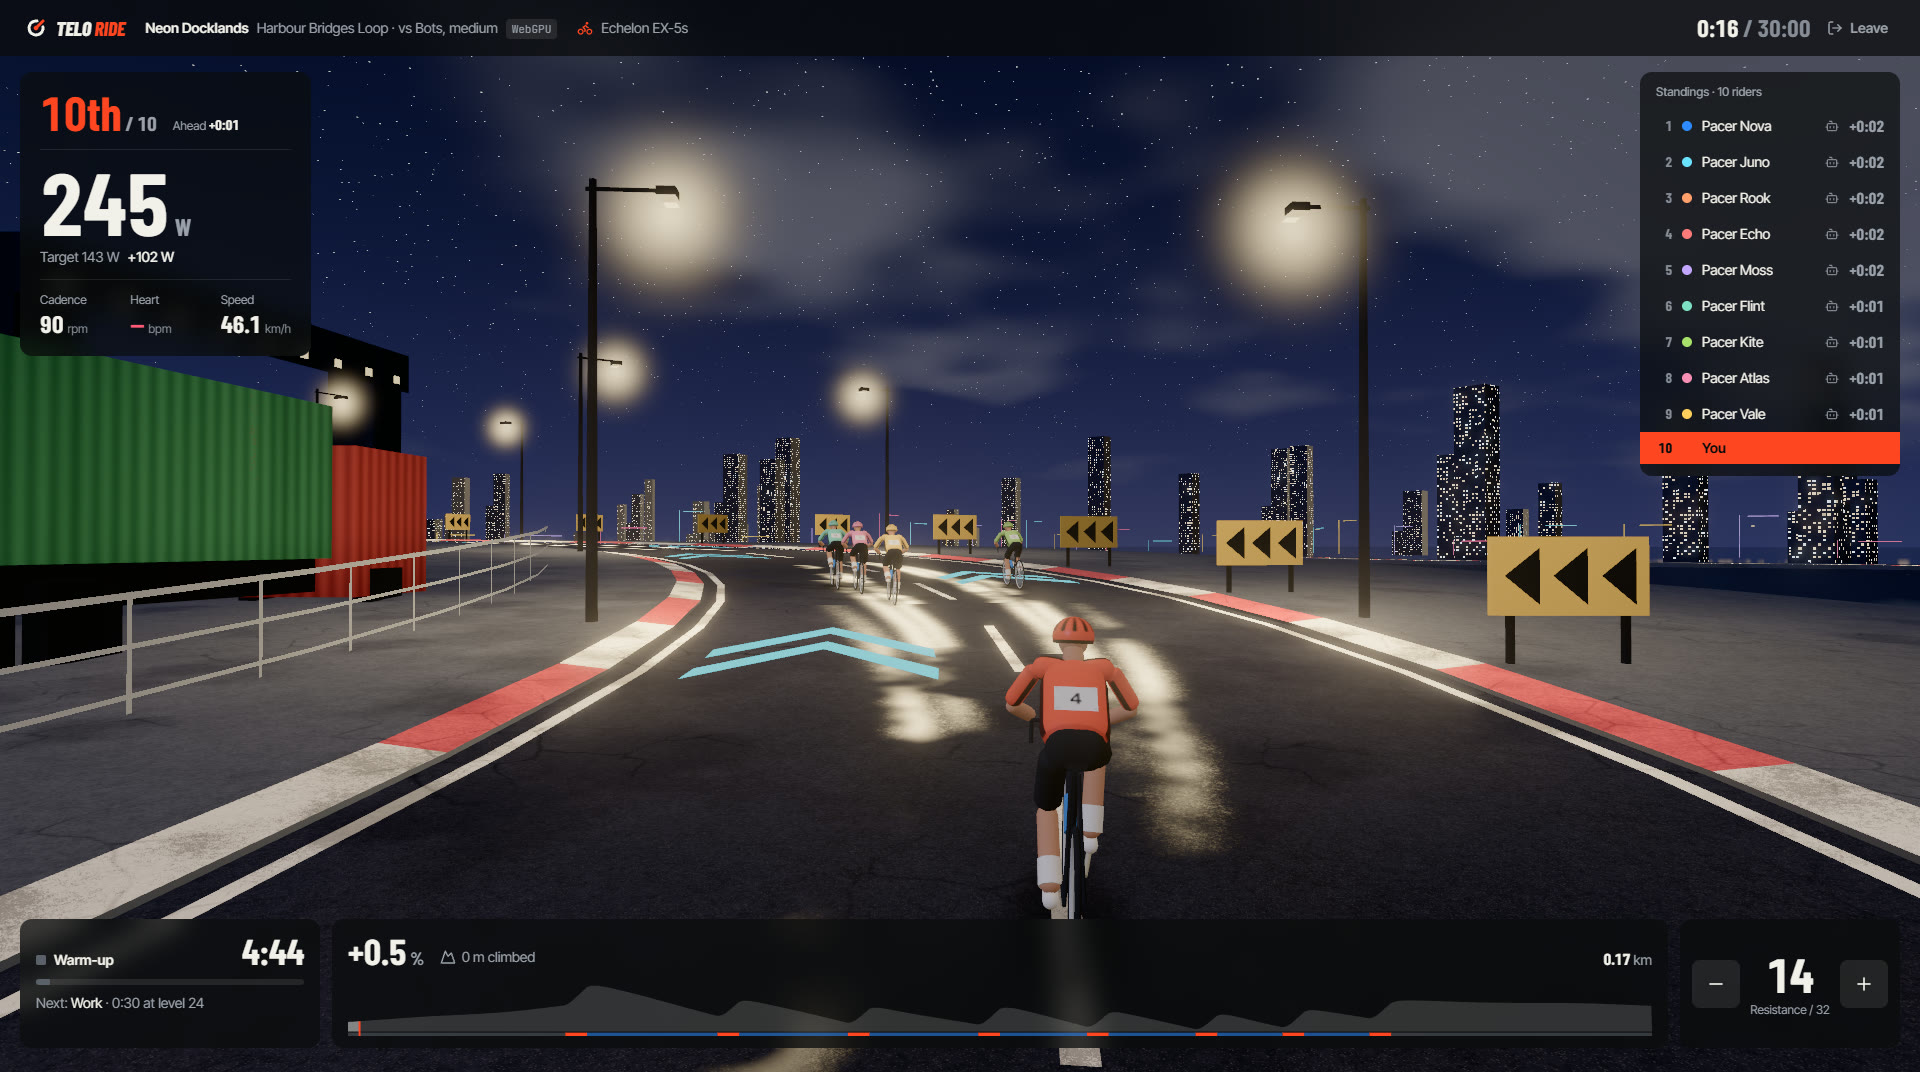 TELO RIDE Neon Docklands Harbour Bridges Loop · vs Bots, medium WebGPU Echelon EX-5s 0:16 / 30:00 Leave
10th / 10 Ahead +0:01
245 W
Target 143 W +102 W
Cadence Heart Speed
90 rpm — bpm 46.1 km/h
Standings · 10 riders
1 Pacer Nova +0:02
2 Pacer Juno +0:02
3 Pacer Rook +0:02
4 Pacer Echo +0:02
5 Pacer Moss +0:02
6 Pacer Flint +0:01
7 Pacer Kite +0:01
8 Pacer Atlas +0:01
9 Pacer Vale +0:01
10 You
4
Warm-up 4:44
Next: Work · 0:30 at level 24
+0.5 % 0 m climbed 0.17 km
− 14 +
Resistance / 32